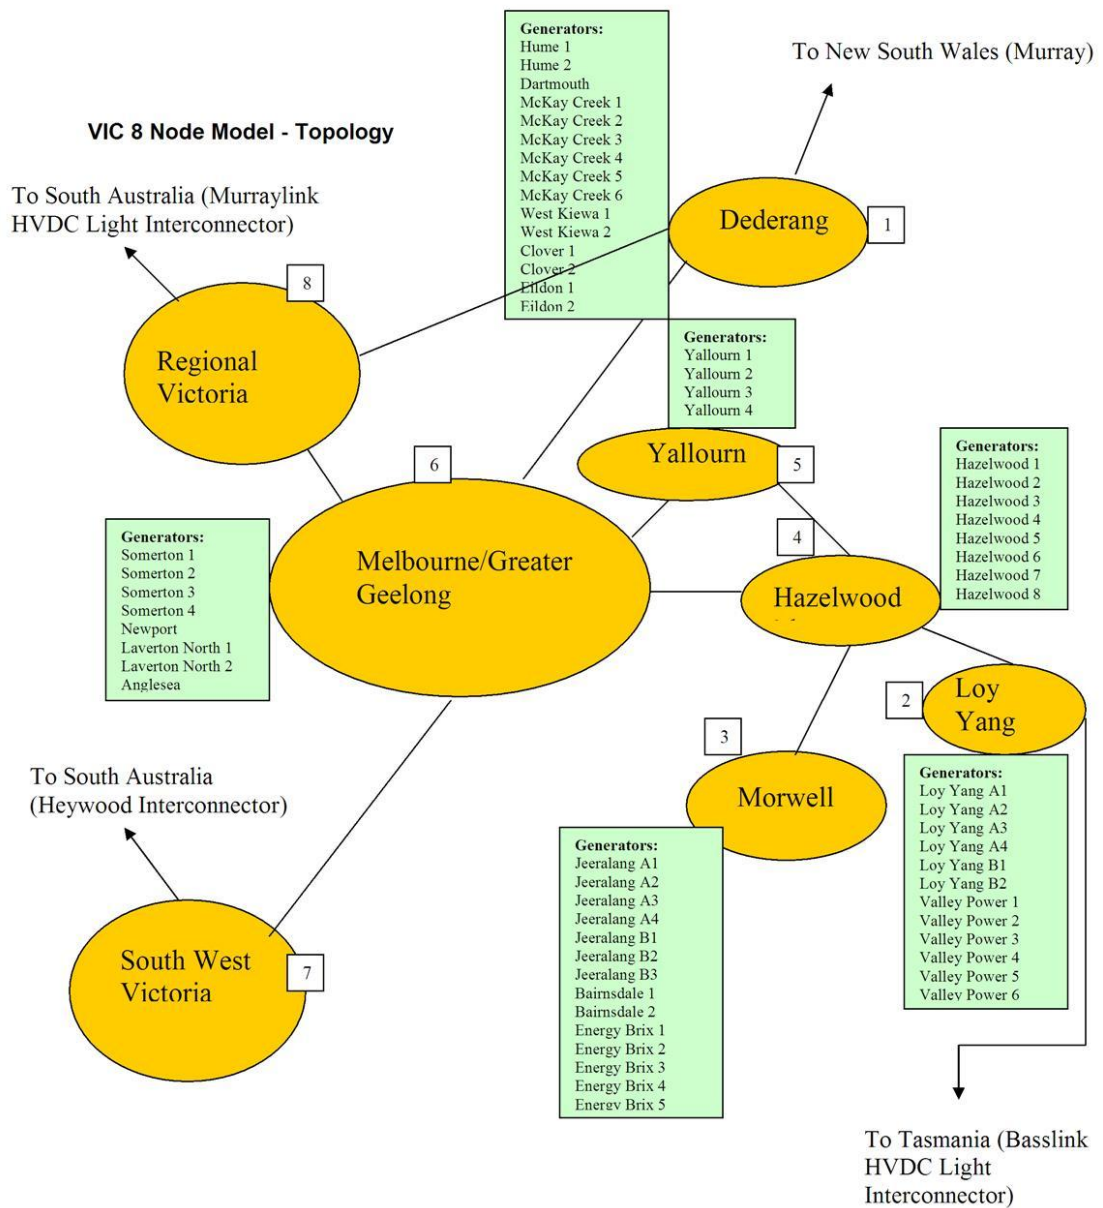 VIC 8 Node Model - Topology
To New South Wales (Murray)
To South Australia (Murraylink
HVDC Light Interconnector)
Generators:
Hume 1
Hume 2
Dartmouth
McKay Creek 1
McKay Creek 2
McKay Creek 3
McKay Creek 4
McKay Creek 5
McKay Creek 6
West Kiewa 1
West Kiewa 2
Clover 1
Clover 2
Eildon 1
Eildon 2
Dederang
1
8
Regional
Victoria
Generators:
Yallourn 1
Yallourn 2
Yallourn 3
Yallourn 4
Yallourn
5
6
Melbourne/Greater
Geelong
Generators:
Somerton 1
Somerton 2
Somerton 3
Somerton 4
Newport
Laverton North 1
Laverton North 2
Anglesea
4
Hazelwood
Generators:
Hazelwood 1
Hazelwood 2
Hazelwood 3
Hazelwood 4
Hazelwood 5
Hazelwood 6
Hazelwood 7
Hazelwood 8
2
Loy
Yang
Generators:
Loy Yang A1
Loy Yang A2
Loy Yang A3
Loy Yang A4
Loy Yang B1
Loy Yang B2
Valley Power 1
Valley Power 2
Valley Power 3
Valley Power 4
Valley Power 5
Valley Power 6
3
Morwell
Generators:
Jeeralang A1
Jeeralang A2
Jeeralang A3
Jeeralang A4
Jeeralang B1
Jeeralang B2
Jeeralang B3
Bairnsdale 1
Bairnsdale 2
Energy Brix 1
Energy Brix 2
Energy Brix 3
Energy Brix 4
Energy Brix 5
To South Australia
(Heywood Interconnector)
South West
Victoria
7
To Tasmania (Basslink
HVDC Light
Interconnector)